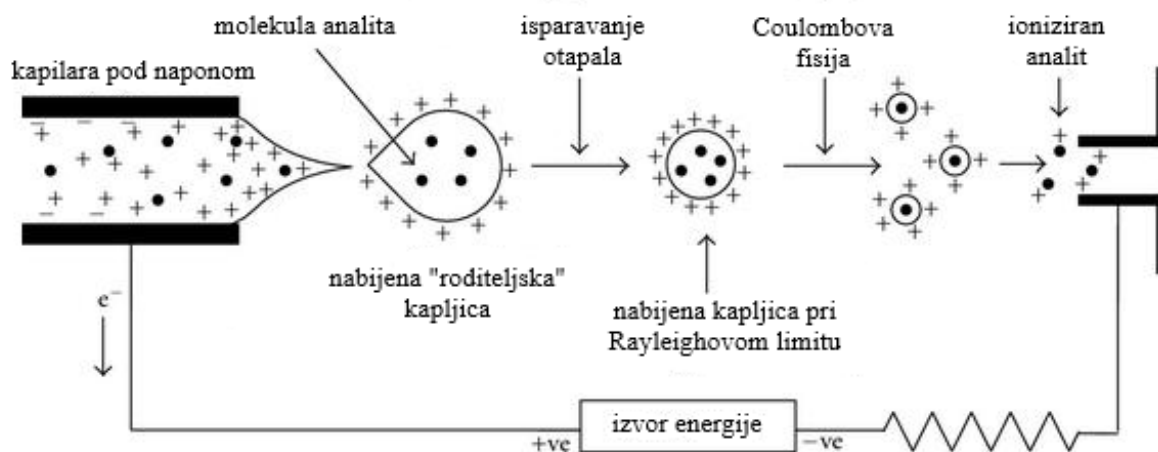 molekula analita
isparavanje
otapala
Coulombova
fisija
ioniziran
analit
kapilara pod naponom
nabijena "roditeljska"
kapljica
nabijena kapljica pri
Rayleighovom limitu
e⁻
+ve
izvor energije
−ve